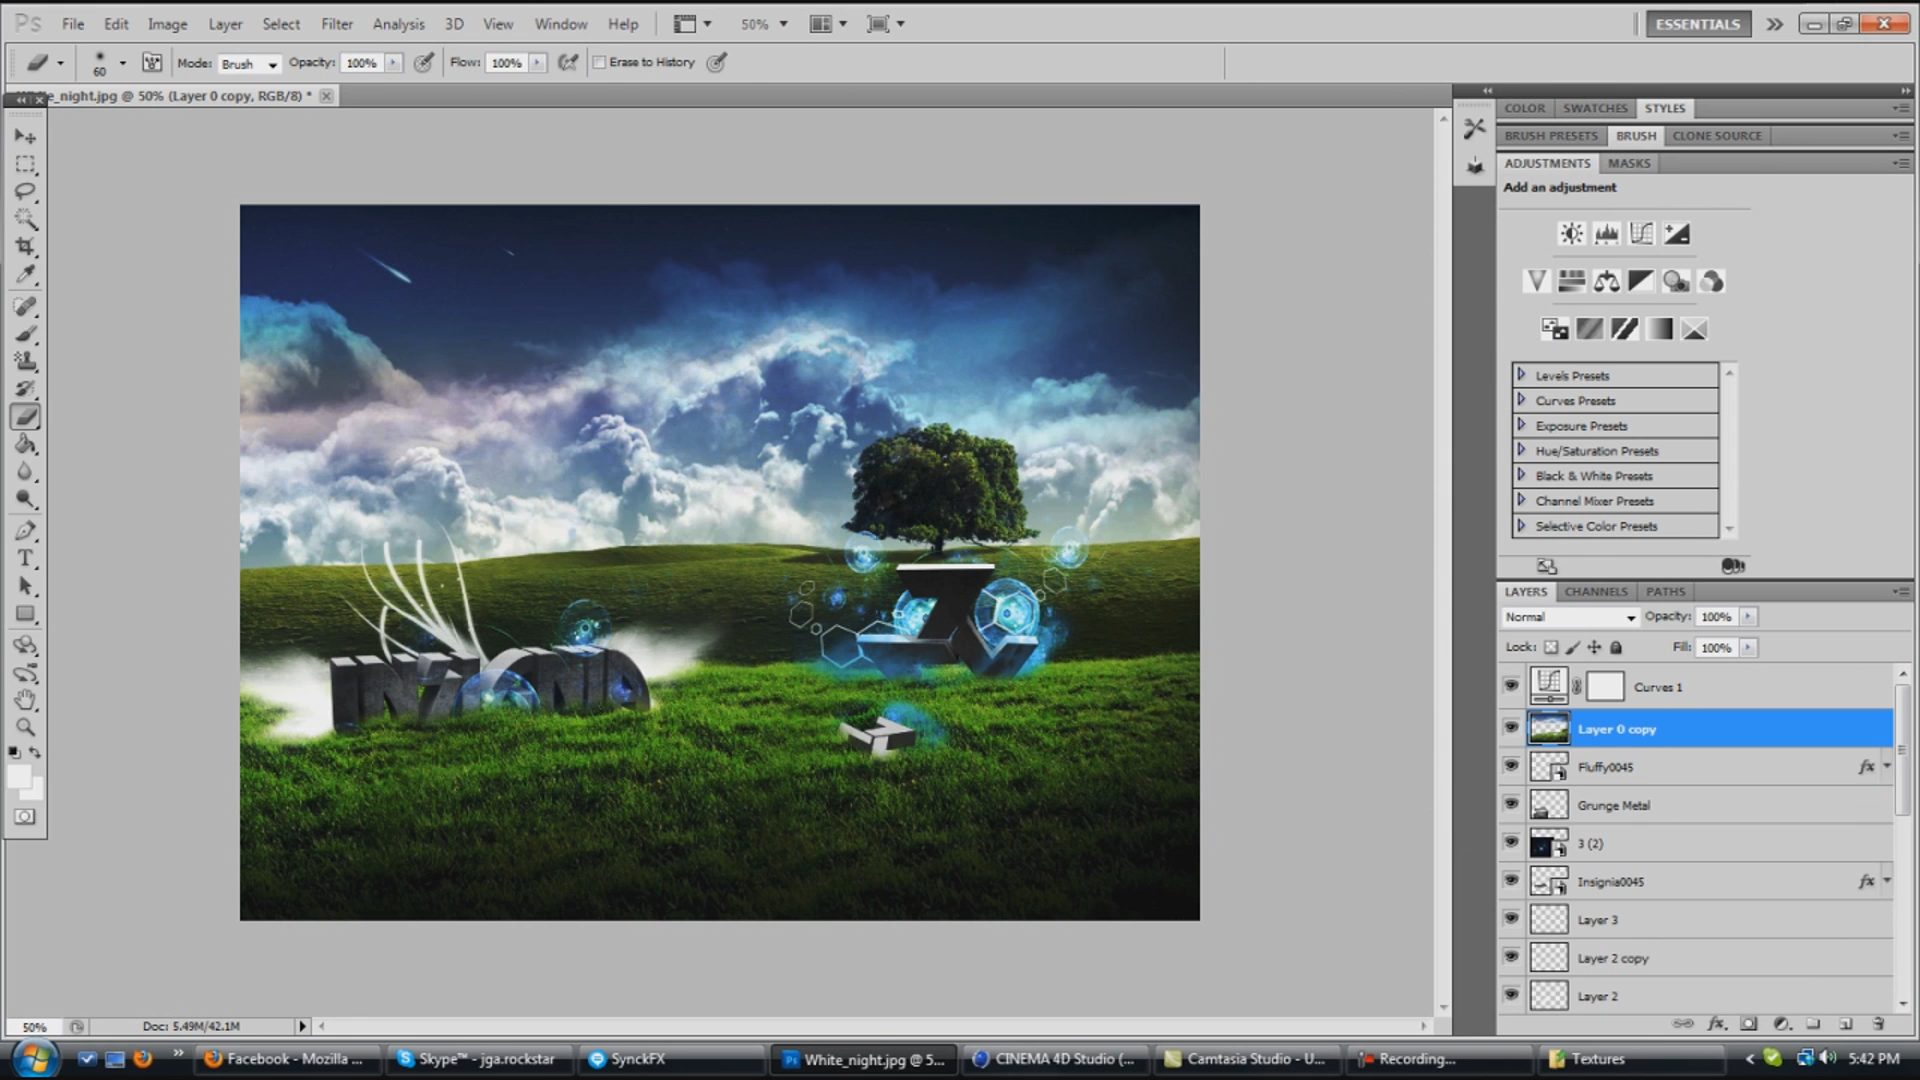 Ps File Edit Image Layer Select Filter Analysis 3D View Window Help 50% ESSENTIALS
60 Mode: Brush Opacity: 100% Flow: 100% Erase to History
e_night.jpg @ 50% (Layer 0 copy, RGB/8) *
COLOR SWATCHES STYLES
BRUSH PRESETS BRUSH CLONE SOURCE
ADJUSTMENTS MASKS
Add an adjustment
Levels Presets
Curves Presets
Exposure Presets
Hue/Saturation Presets
Black & White Presets
Channel Mixer Presets
Selective Color Presets
LAYERS CHANNELS PATHS
Normal Opacity: 100%
Lock: Fill: 100%
Curves 1
Layer 0 copy
Fluffy0045 fx
Grunge Metal
3 (2)
Insignia0045 fx
Layer 3
Layer 2 copy
Layer 2
fx
50% Doc: 5.49M/42.1M
Facebook - Mozilla ... Skype™ - jga.rockstar SynckFX Ps White_night.jpg @ 5... CINEMA 4D Studio (... Camtasia Studio - U... Recording... Textures 5:42 PM